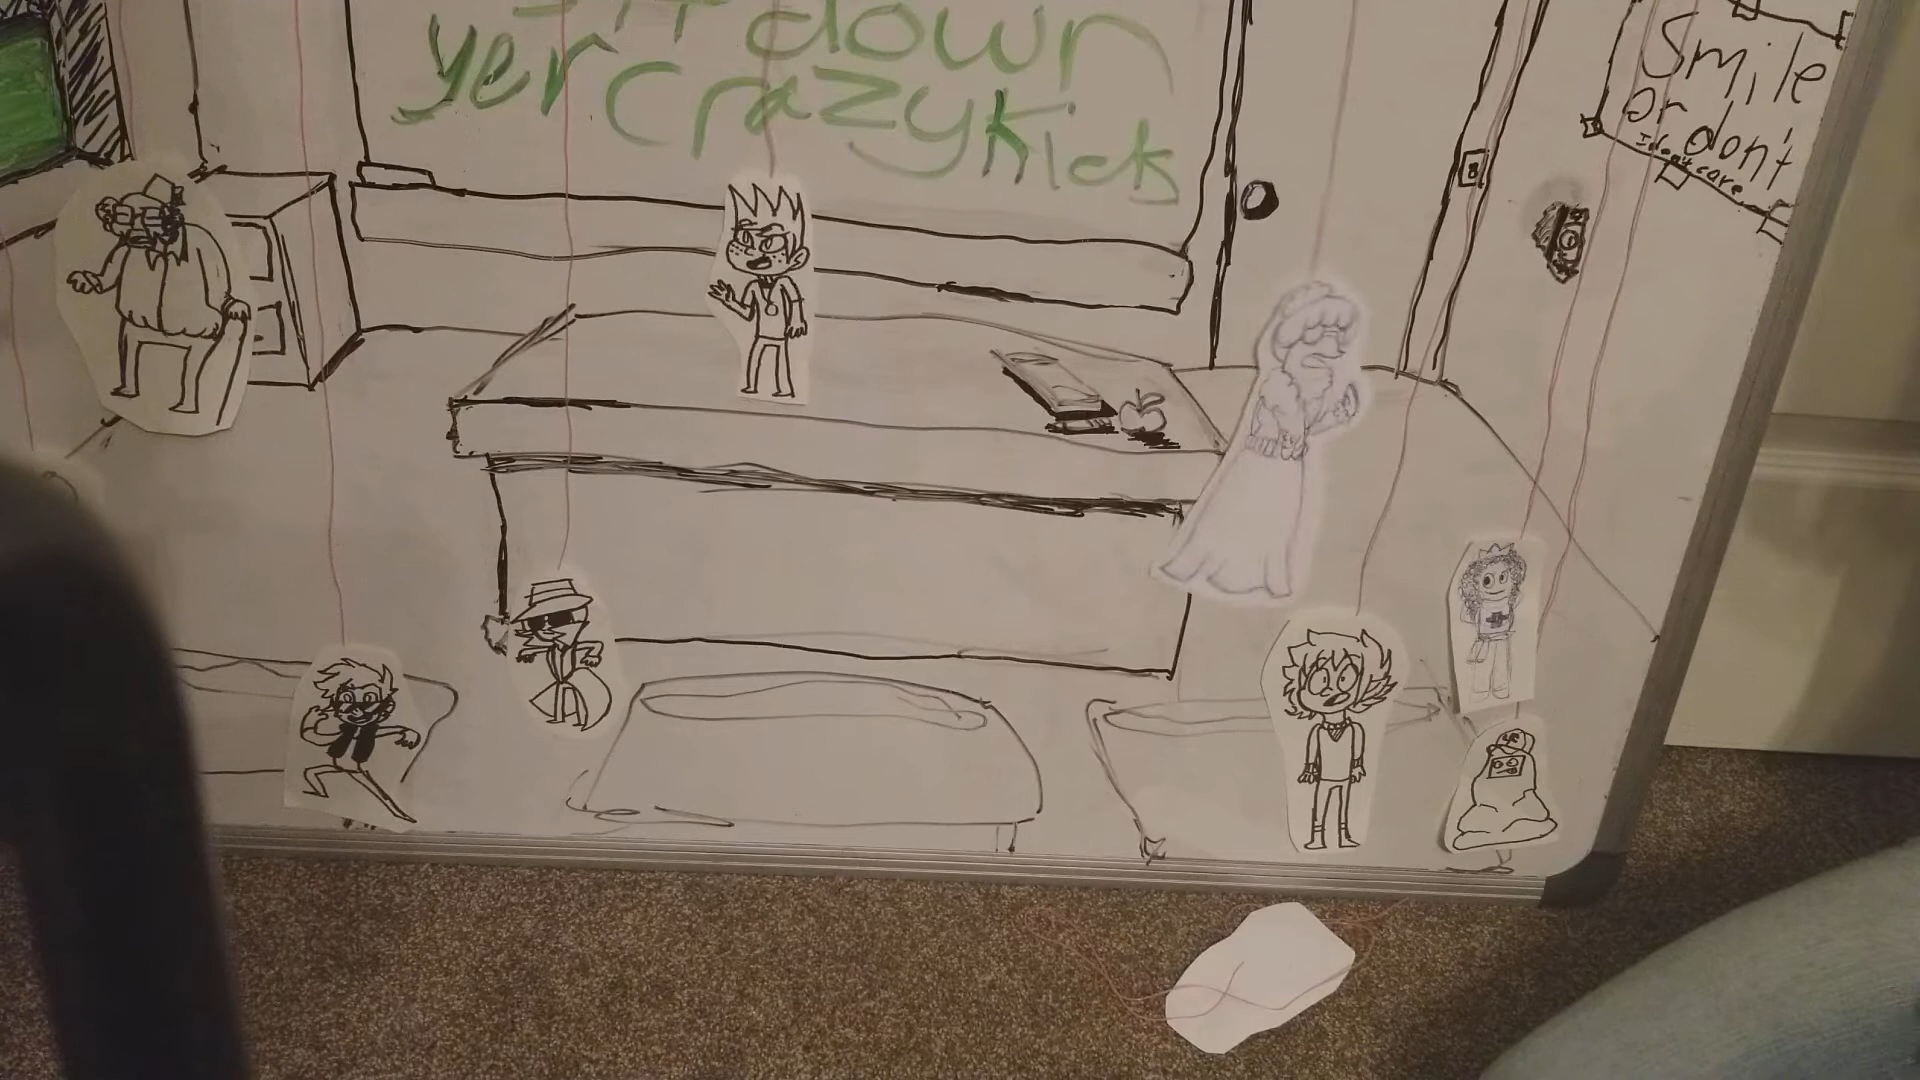 down
yer Crazy Kids
Smile
or don't
I don't care